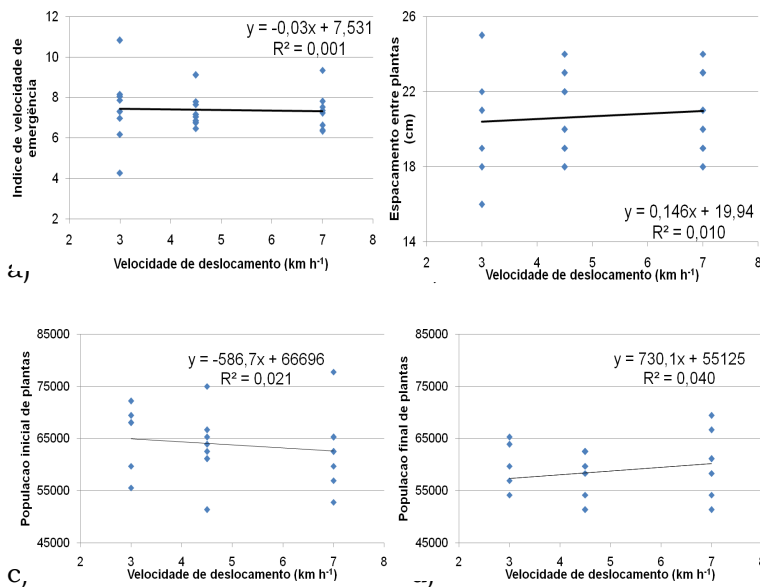 12
10
8
6
4
2
2 3 4 5 6 7 8
Indice de velocidade de
emergência
y = -0,03x + 7,531
R² = 0,001
Velocidade de deslocamento (km h⁻¹)
26
22
18
14
2 3 4 5 6 7 8
Espacamento entre plantas
(cm)
y = 0,146x + 19,94
R² = 0,010
Velocidade de deslocamento (km h⁻¹)
85000
75000
65000
55000
45000
2 3 4 5 6 7 8
Populacao inicial de plantas
y = -586,7x + 66696
R² = 0,021
Velocidade de deslocamento (km h⁻¹)
85000
75000
65000
55000
45000
2 3 4 5 6 7 8
Populacao final de plantas
y = 730,1x + 55125
R² = 0,040
Velocidade de deslocamento (km h⁻¹)